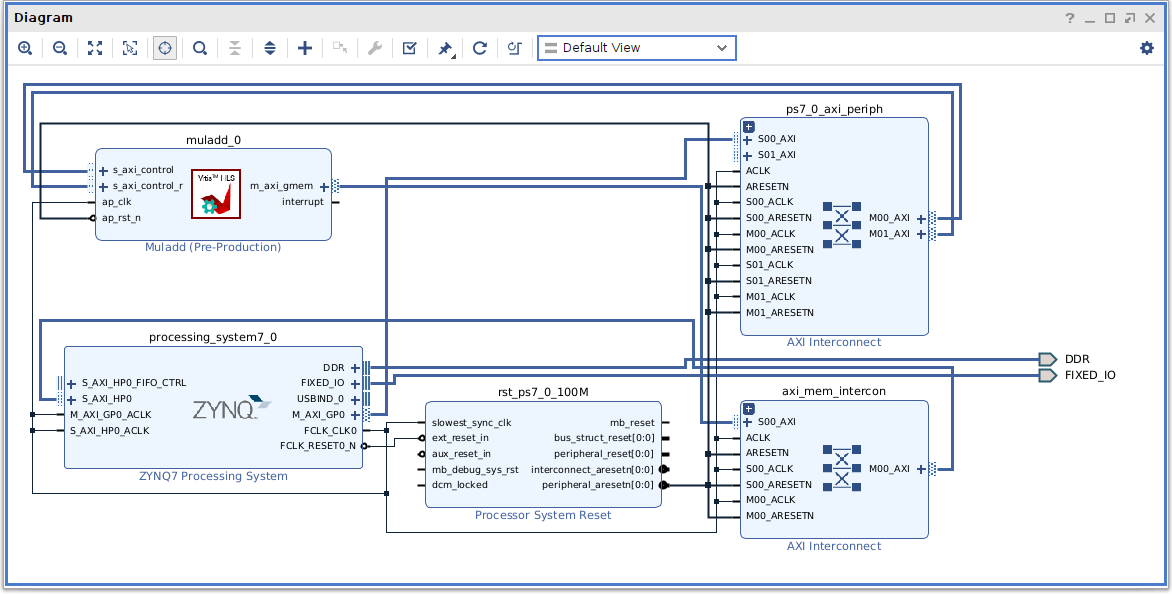 Diagram
Default View
muladd_0
s_axi_control
s_axi_control_r
ap_clk
ap_rst_n
Vitis™ HLS
m_axi_gmem
interrupt
Muladd (Pre-Production)
ps7_0_axi_periph
S00_AXI
S01_AXI
ACLK
ARESETN
S00_ACLK
S00_ARESETN
M00_ACLK
M00_ARESETN
S01_ACLK
S01_ARESETN
M01_ACLK
M01_ARESETN
M00_AXI
M01_AXI
AXI Interconnect
processing_system7_0
S_AXI_HP0_FIFO_CTRL
S_AXI_HP0
M_AXI_GP0_ACLK
S_AXI_HP0_ACLK
ZYNQ
DDR
FIXED_IO
USBIND_0
M_AXI_GP0
FCLK_CLK0
FCLK_RESET0_N
ZYNQ7 Processing System
rst_ps7_0_100M
slowest_sync_clk
ext_reset_in
aux_reset_in
mb_debug_sys_rst
dcm_locked
mb_reset
bus_struct_reset[0:0]
peripheral_reset[0:0]
interconnect_aresetn[0:0]
peripheral_aresetn[0:0]
Processor System Reset
axi_mem_intercon
S00_AXI
ACLK
ARESETN
S00_ACLK
S00_ARESETN
M00_ACLK
M00_ARESETN
M00_AXI
AXI Interconnect
DDR
FIXED_IO